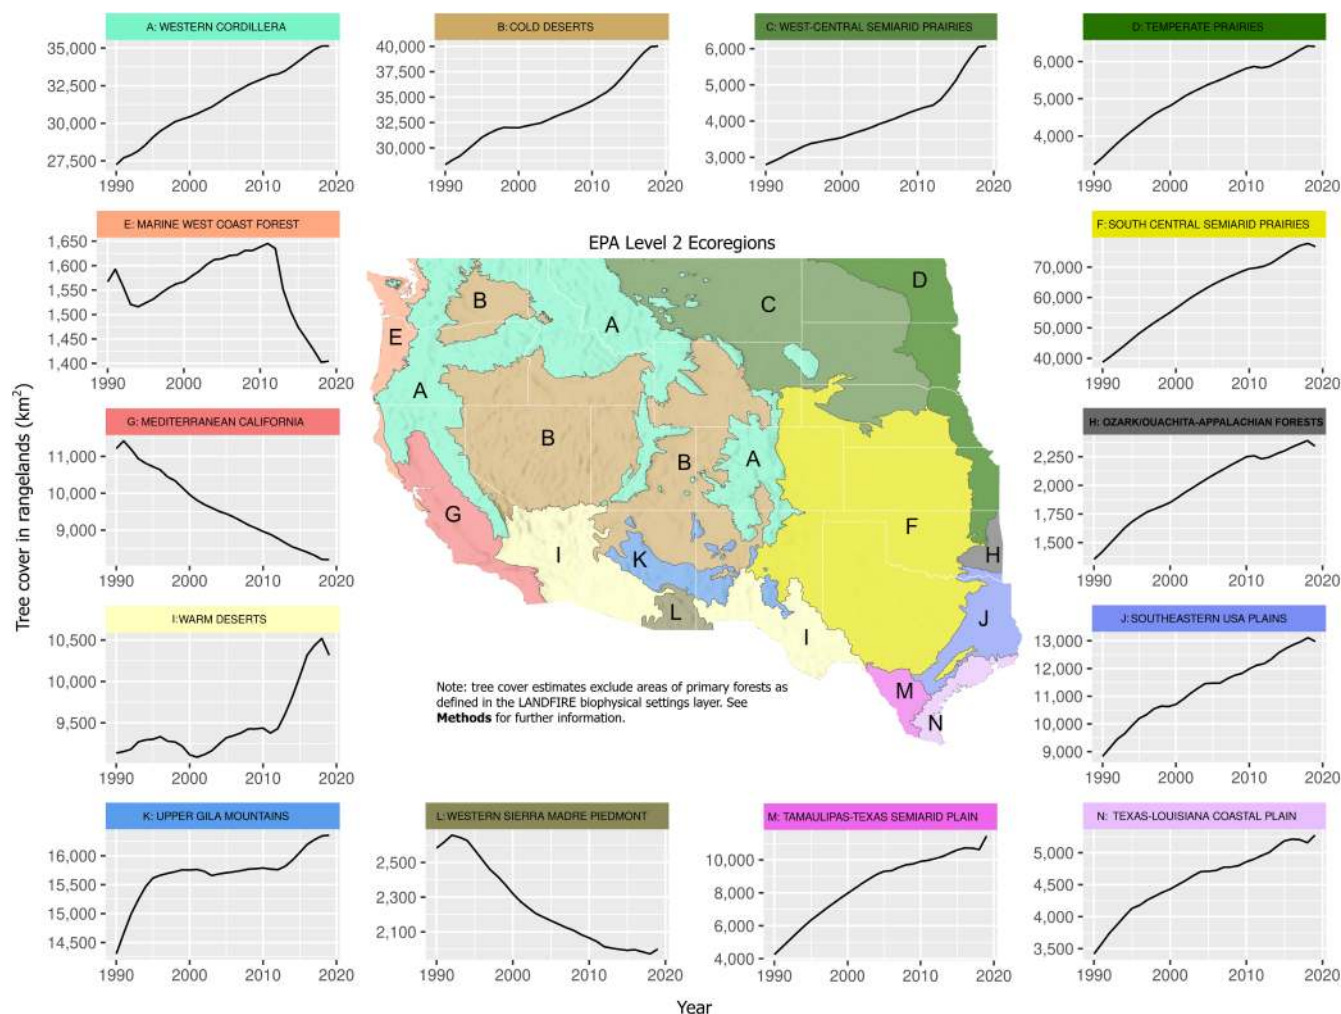 A: WESTERN CORDILLERA
35,000
32,500
30,000
27,500
1990 2000 2010 2020
B: COLD DESERTS
40,000
37,500
35,000
32,500
30,000
1990 2000 2010 2020
C: WEST-CENTRAL SEMIARID PRAIRIES
6,000
5,000
4,000
3,000
1990 2000 2010 2020
D: TEMPERATE PRAIRIES
6,000
5,000
4,000
1990 2000 2010 2020
E: MARINE WEST COAST FOREST
1,650
1,600
1,550
1,500
1,450
1,400
1990 2000 2010 2020
EPA Level 2 Ecoregions
B
A
C
D
E
A
B
B
A
G
F
I
K
L
I
H
J
M
N
Note: tree cover estimates exclude areas of primary forests as
defined in the LANDFIRE biophysical settings layer. See
Methods for further information.
F: SOUTH CENTRAL SEMIARID PRAIRIES
70,000
60,000
50,000
40,000
1990 2000 2010 2020
Tree cover in rangelands (km²)
G: MEDITERRANEAN CALIFORNIA
11,000
10,000
9,000
1990 2000 2010 2020
H: OZARK/OUACHITA-APPALACHIAN FORESTS
2,250
2,000
1,750
1,500
1990 2000 2010 2020
I: WARM DESERTS
10,500
10,000
9,500
1990 2000 2010 2020
J: SOUTHEASTERN USA PLAINS
13,000
12,000
11,000
10,000
9,000
1990 2000 2010 2020
K: UPPER GILA MOUNTAINS
16,000
15,500
15,000
14,500
1990 2000 2010 2020
L: WESTERN SIERRA MADRE PIEDMONT
2,500
2,300
2,100
1990 2000 2010 2020
M: TAMAULIPAS-TEXAS SEMIARID PLAIN
10,000
8,000
6,000
4,000
1990 2000 2010 2020
N: TEXAS-LOUISIANA COASTAL PLAIN
5,000
4,500
4,000
3,500
1990 2000 2010 2020
Year